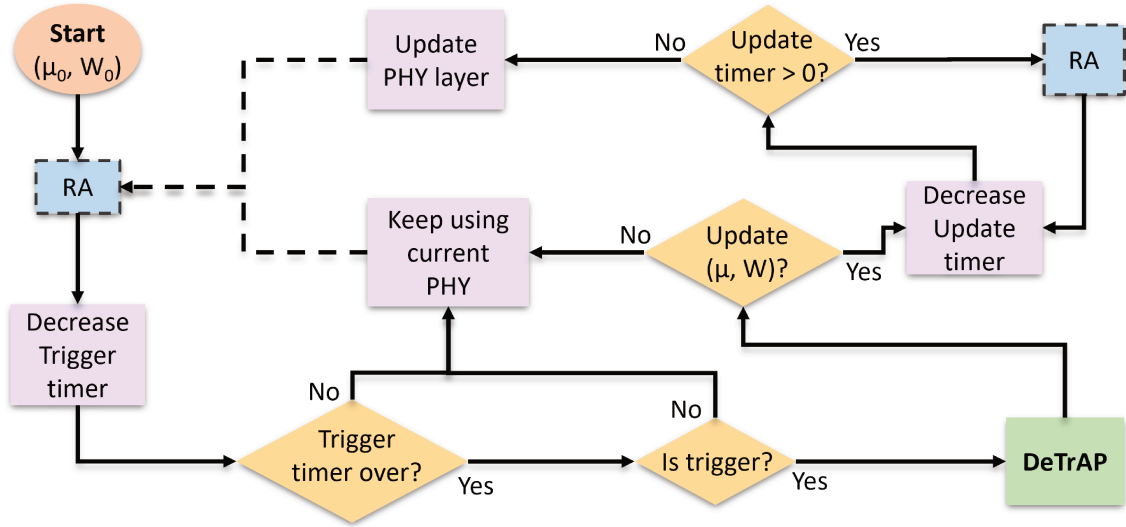 Start
(μ₀, W₀)
Update
PHY layer
No
Update
timer > 0?
Yes
RA
RA
Keep using
current
PHY
No
Update
(μ, W)?
Yes
Decrease
Update
timer
Decrease
Trigger
timer
No
Trigger
timer over?
Yes
No
Is trigger?
Yes
DeTrAP